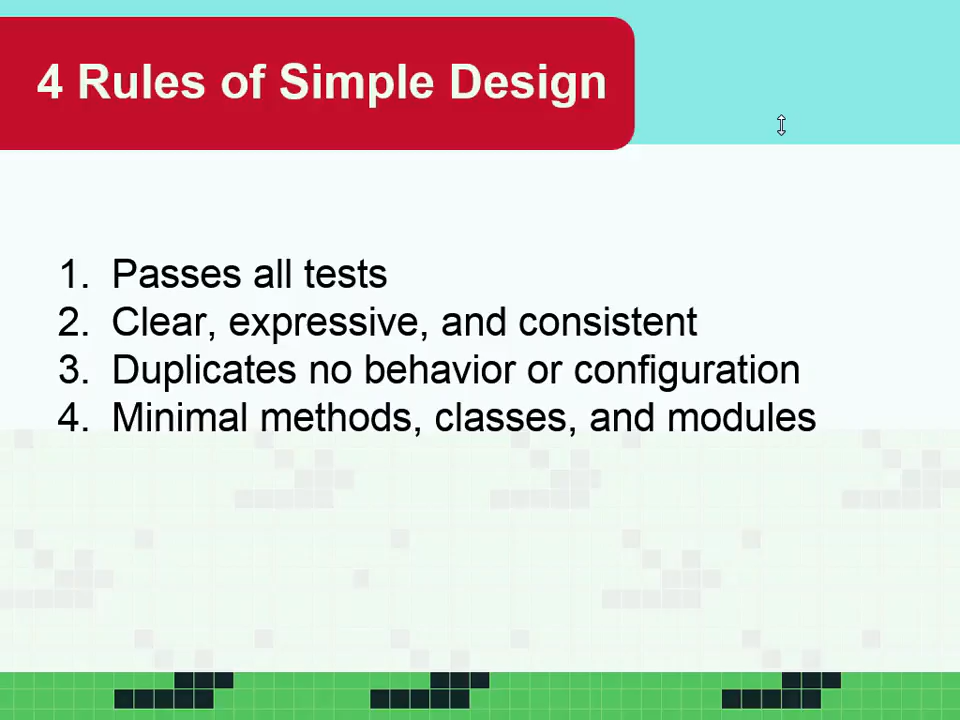 4 Rules of Simple Design
1. Passes all tests
2. Clear, expressive, and consistent
3. Duplicates no behavior or configuration
4. Minimal methods, classes, and modules